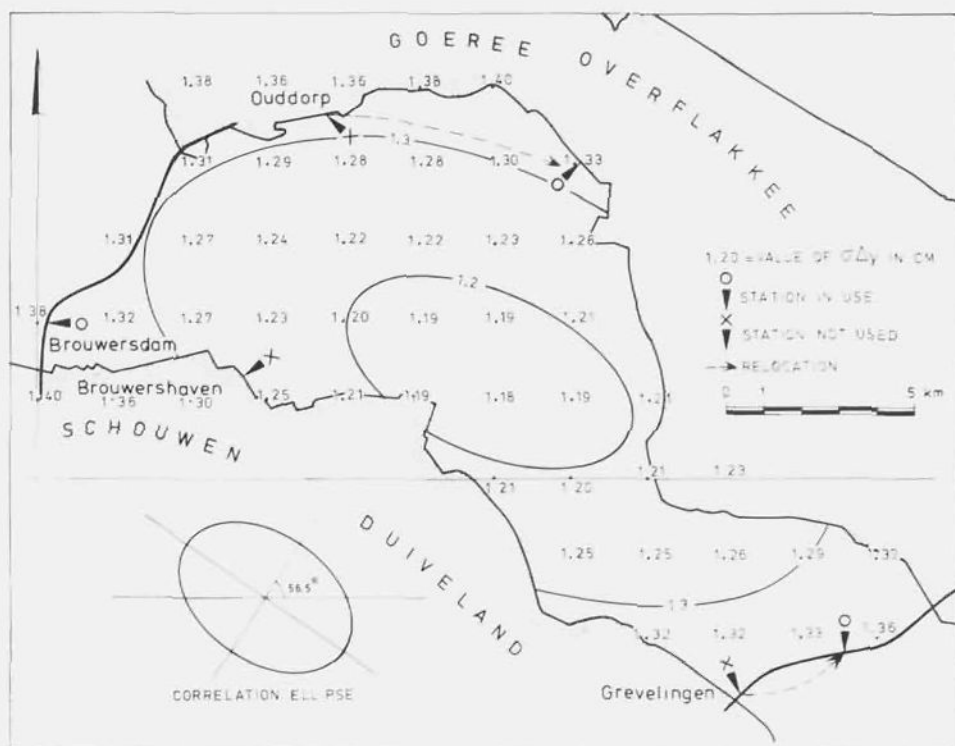 GOEREE OVERFLAKKEE
1.38 1.36 1.36 1.38 1.40
Ouddorp
1.3
1.31 1.29 1.28 1.28 1.30 1.33
1.31 1.27 1.24 1.22 1.22 1.23 1.26
1.20 = VALUE OF σΔy IN CM
STATION IN USE
STATION NOT USED
RELOCATION
0 1 5 km
1.2
1.38 1.32 1.27 1.23 1.20 1.19 1.19 1.21
Brouwersdam
Brouwershaven
1.40 1.36 1.30 1.25 1.21 1.19 1.18 1.19 1.21
SCHOUWEN
1.21 1.20 1.21 1.23
DUIVELAND
1.25 1.25 1.26 1.29 1.33
56.5
1.3
1.32 1.32 1.33 1.36
Grevelingen
CORRELATION ELLIPSE